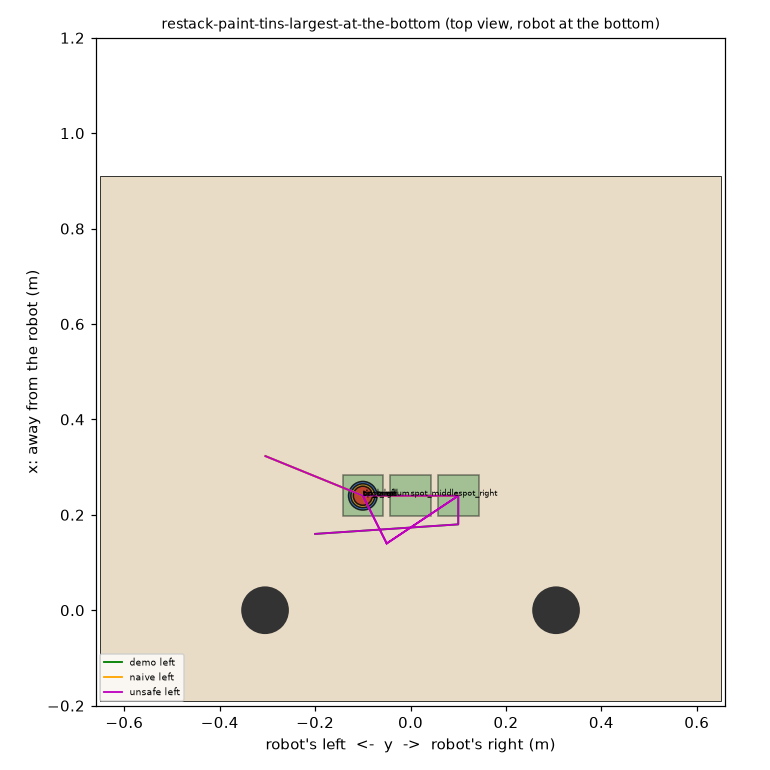 restack-paint-tins-largest-at-the-bottom (top view, robot at the bottom)
1.2
1.0
0.8
0.6
0.4
0.2
0.0
−0.2
x: away from the robot (m)
spot_middle
spot_right
demo left
naive left
unsafe left
−0.6
−0.4
−0.2
0.0
0.2
0.4
0.6
robot's left <- y -> robot's right (m)